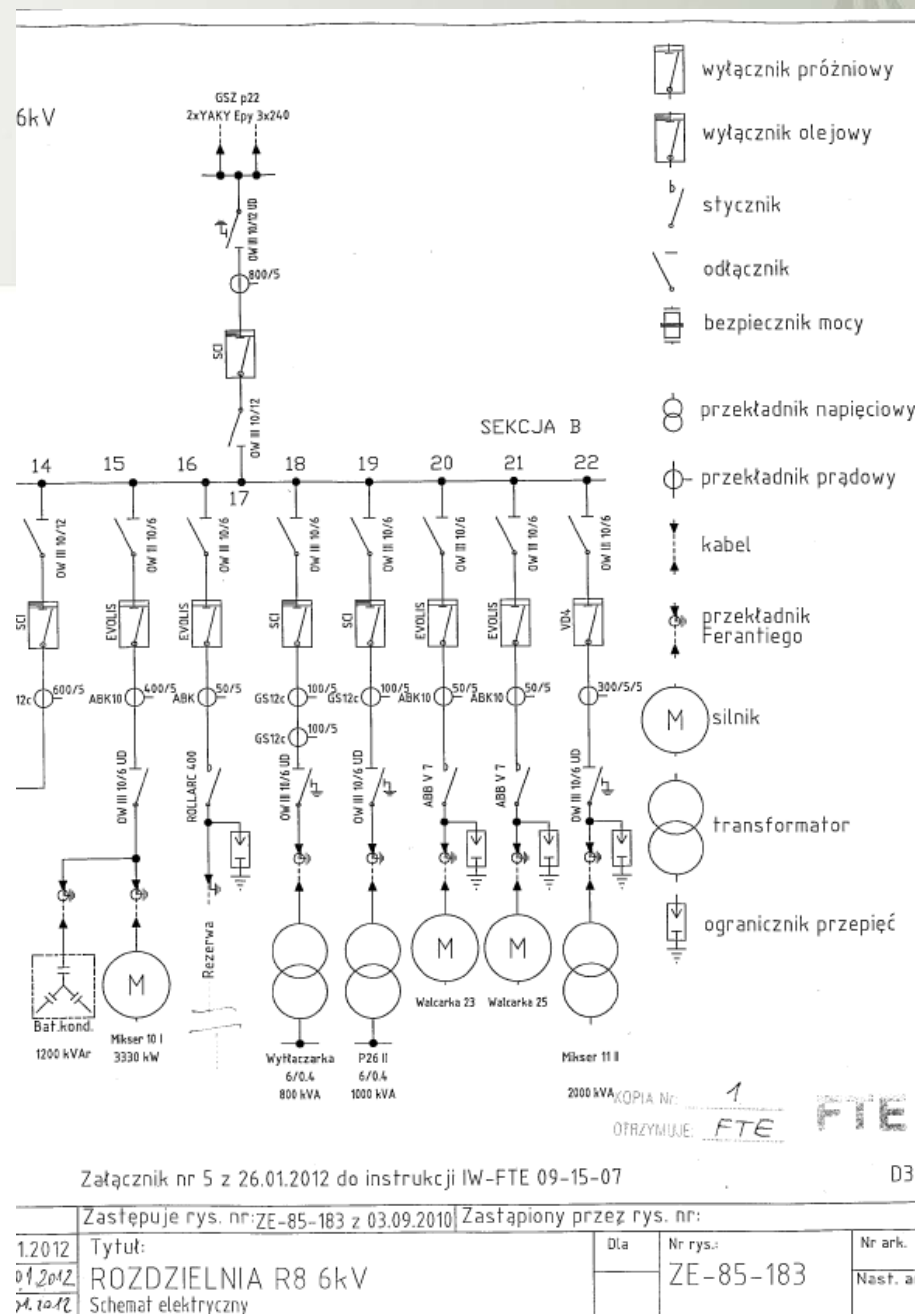 6kV
GSZ p22
2xYAKY Epy 3x240
OW III 10/12 UD
800/5
SCI
OW III 10/12
SEKCJA B
14 15 16 17 18 19 20 21 22
OW III 10/12
OW III 10/6
OW III 10/6
OW III 10/6
OW III 10/6
OW III 10/6
OW III 10/6
OW III 10/6
SCI
EVOLIS
EVOLIS
SCI
SCI
EVOLIS
EVOLIS
VD4
12c 600/5
ABK10 400/5
ABK 50/5
GS12c 100/5
GS12c 100/5
ABK10 50/5
ABK10 50/5
300/5/5
GS12c 100/5
OW III 10/6 UD
ROLLARC 400
OW III 10/6 UD
OW III 10/6 UD
ABB V 7
ABB V 7
OW III 10/6 UD
M
Rezerwa
M
M
Bat.kond.
1200 kVAr
Mikser 10 I
3330 kW
Wytłaczarka
6/0.4
800 kVA
P26 II
6/0.4
1000 kVA
Walcarka 23
Walcarka 25
Mikser 11 II
2000 kVA
wyłącznik próżniowy
wyłącznik olejowy
b
stycznik
odłącznik
bezpiecznik mocy
przekładnik napięciowy
przekładnik prądowy
kabel
przekładnik
Ferantiego
M
silnik
transformator
ogranicznik przepięć
KOPIA Nr: 1
OTRZYMUJE: FTE
FTE
Załącznik nr 5 z 26.01.2012 do instrukcji IW-FTE 09-15-07
D3
Zastępuje rys. nr: ZE-85-183 z 03.09.2010
Zastąpiony przez rys. nr:
1.2012
01.2012
01.2012
Tytuł:
ROZDZIELNIA R8 6kV
Schemat elektryczny
Dla
Nr rys.:
ZE-85-183
Nr ark.
Nast. a